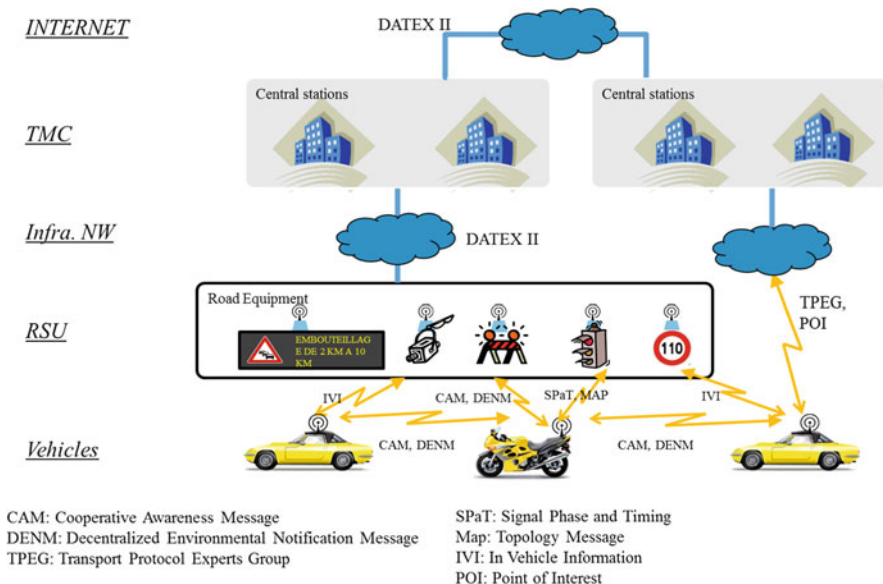 INTERNET
DATEX II
Central stations
Central stations
TMC
Infra. NW
DATEX II
Road Equipment
TPEG,
POI
RSU
EMBOUTEILLAG
E DE 2 KM A 10
KM
110
IVI
CAM, DENM
SPaT, MAP
IVI
Vehicles
CAM, DENM
CAM, DENM
CAM: Cooperative Awareness Message
DENM: Decentralized Environmental Notification Message
TPEG: Transport Protocol Experts Group
SPaT: Signal Phase and Timing
Map: Topology Message
IVI: In Vehicle Information
POI: Point of Interest